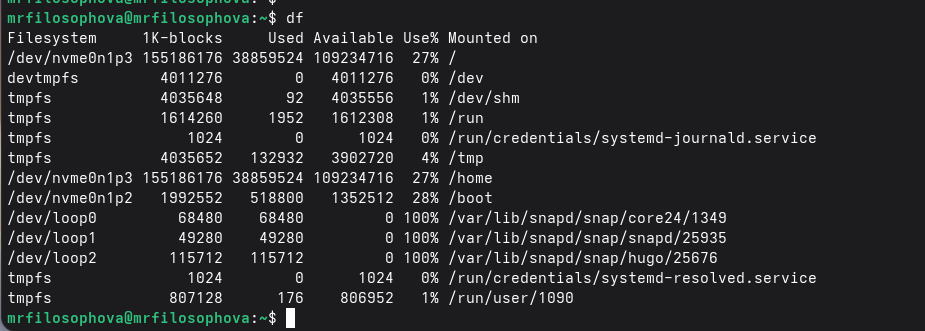 mrfilosophova@mrfilosophova:~$ df
Filesystem     1K-blocks     Used Available Use% Mounted on
/dev/nvme0n1p3 155186176 38859524 109234716  27% /
devtmpfs         4011276        0   4011276   0% /dev
tmpfs            4035648       92   4035556   1% /dev/shm
tmpfs            1614260     1952   1612308   1% /run
tmpfs               1024        0      1024   0% /run/credentials/systemd-journald.service
tmpfs            4035652   132932   3902720   4% /tmp
/dev/nvme0n1p3 155186176 38859524 109234716  27% /home
/dev/nvme0n1p2   1992552   518800   1352512  28% /boot
/dev/loop0         68480    68480         0 100% /var/lib/snapd/snap/core24/1349
/dev/loop1         49280    49280         0 100% /var/lib/snapd/snap/snapd/25935
/dev/loop2        115712   115712         0 100% /var/lib/snapd/snap/hugo/25676
tmpfs               1024        0      1024   0% /run/credentials/systemd-resolved.service
tmpfs             807128      176    806952   1% /run/user/1090
mrfilosophova@mrfilosophova:~$